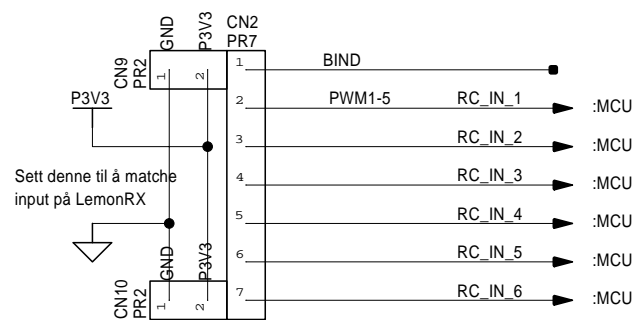 GND
P3V3
CN2
PR7
CN9
PR2
1
2
1
BIND
2
PWM1-5 RC_IN_1 :MCU
P3V3
3
RC_IN_2 :MCU
Sett denne til å matche
input på LemonRX
4
RC_IN_3 :MCU
5
RC_IN_4 :MCU
GND
P3V3
6
RC_IN_5 :MCU
CN10
PR2
1
2
7
RC_IN_6 :MCU